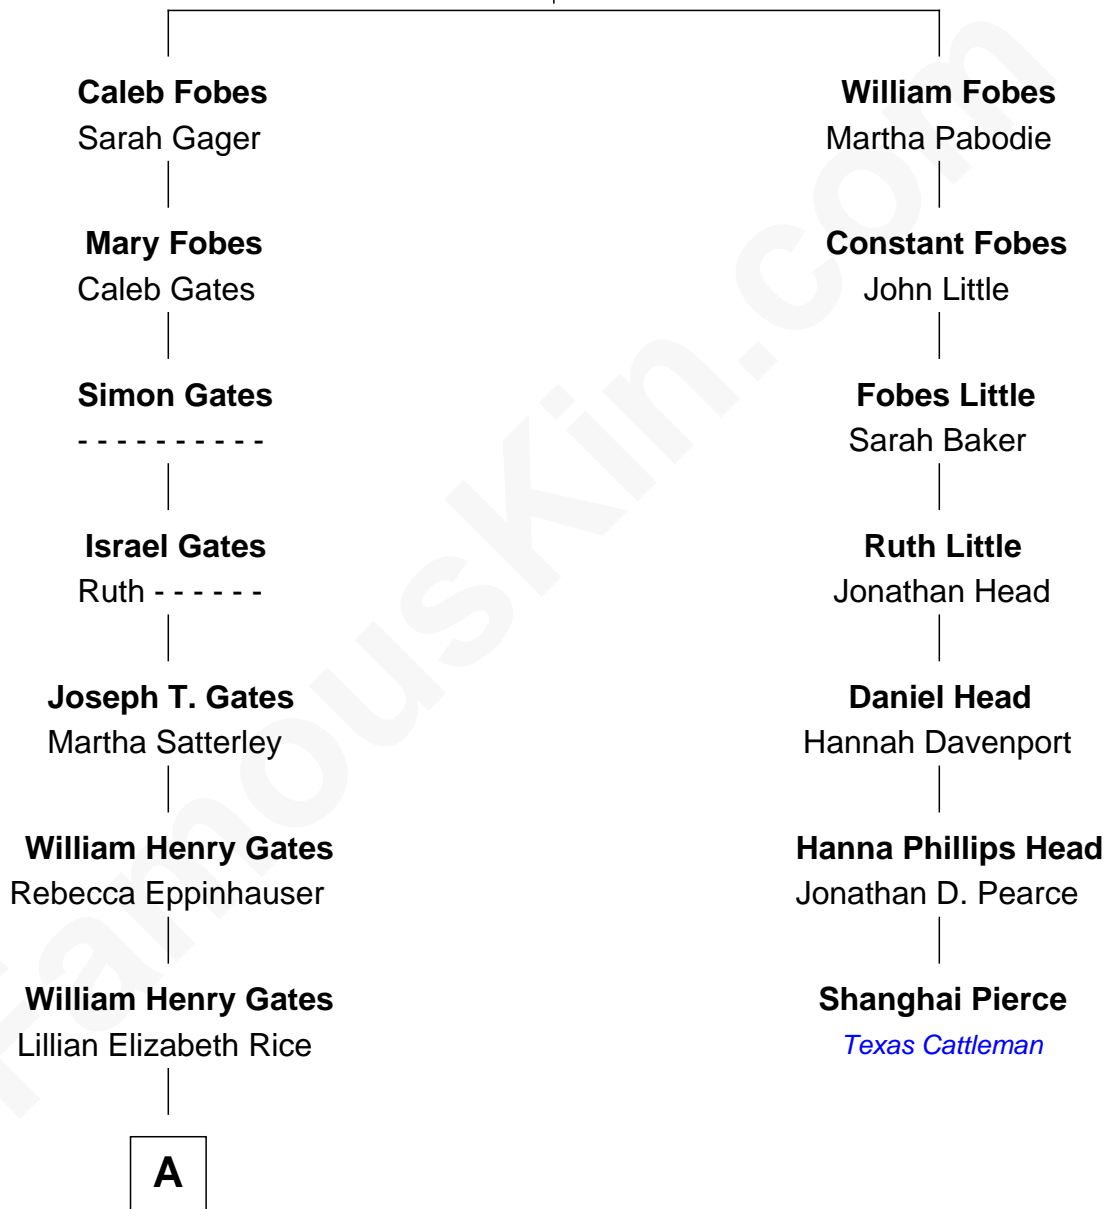 Caleb Fobes
Sarah Gager
William Fobes
Martha Pabodie
Mary Fobes
Caleb Gates
Constant Fobes
John Little
Simon Gates
- - - - - - - - - -
Fobes Little
Sarah Baker
Israel Gates
Ruth - - - - - -
Ruth Little
Jonathan Head
Joseph T. Gates
Martha Satterley
Daniel Head
Hannah Davenport
William Henry Gates
Rebecca Eppinhauser
Hanna Phillips Head
Jonathan D. Pearce
William Henry Gates
Lillian Elizabeth Rice
Shanghai Pierce
Texas Cattleman
A
FamousKin.com